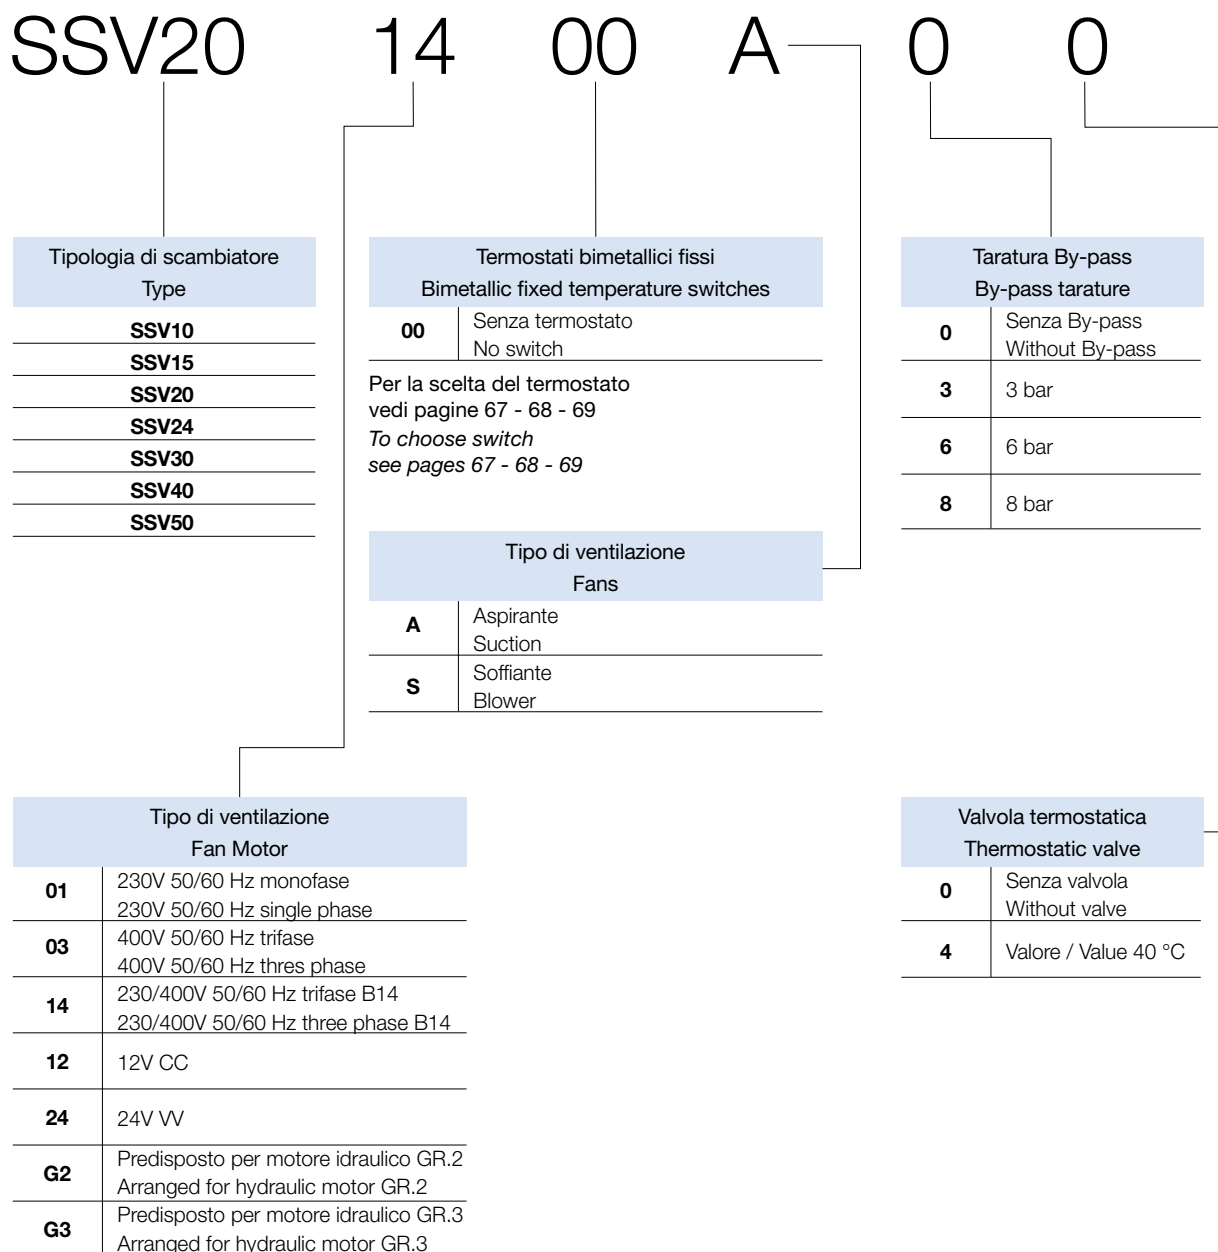 SSV20 14 00 A 0 0
Tipologia di scambiatore
Type
SSV10
SSV15
SSV20
SSV24
SSV30
SSV40
SSV50
Termostati bimetallici fissi
Bimetallic fixed temperature switches
00 Senza termostato
No switch
Per la scelta del termostato
vedi pagine 67 - 68 - 69
To choose switch
see pages 67 - 68 - 69
Taratura By-pass
By-pass tarature
0 Senza By-pass
Without By-pass
3 3 bar
6 6 bar
8 8 bar
Tipo di ventilazione
Fans
A Aspirante
Suction
S Soffiante
Blower
Tipo di ventilazione
Fan Motor
01 230V 50/60 Hz monofase
230V 50/60 Hz single phase
03 400V 50/60 Hz trifase
400V 50/60 Hz thres phase
14 230/400V 50/60 Hz trifase B14
230/400V 50/60 Hz three phase B14
12 12V CC
24 24V VV
G2 Predisposto per motore idraulico GR.2
Arranged for hydraulic motor GR.2
G3 Predisposto per motore idraulico GR.3
Arranged for hydraulic motor GR.3
Valvola termostatica
Thermostatic valve
0 Senza valvola
Without valve
4 Valore / Value 40 °C